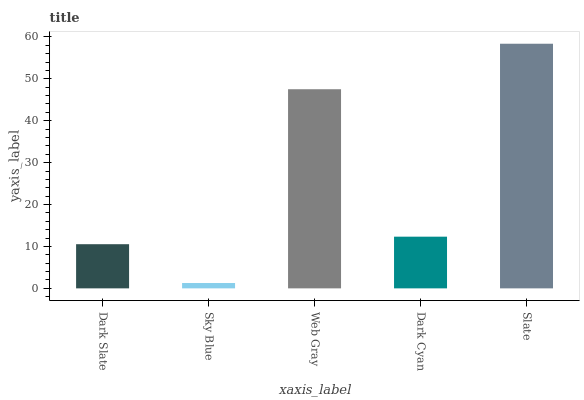 title
60
50
40
30
20
10
0
yaxis_label
Dark Slate
Sky Blue
Web Gray
Dark Cyan
Slate
xaxis_label